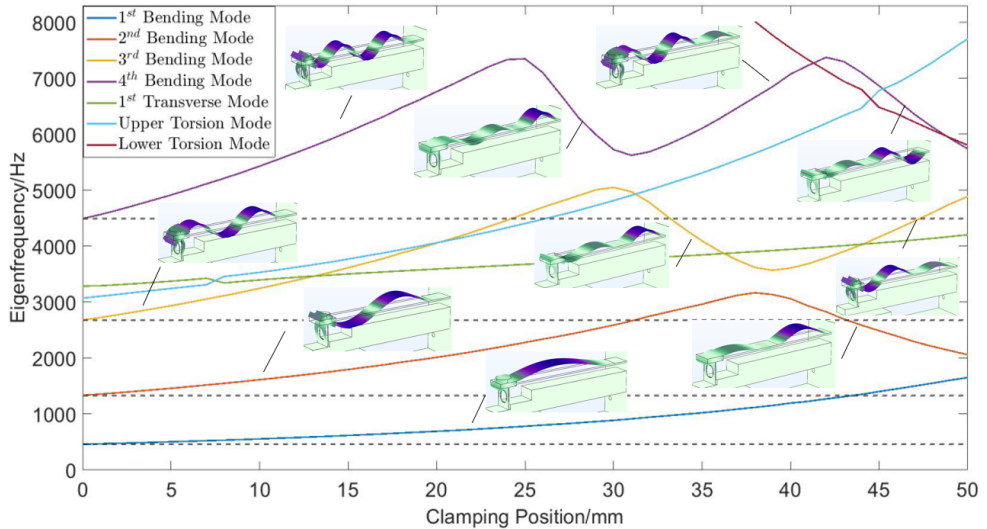 8000
7000
6000
5000
4000
3000
2000
1000
0
Eigenfrequency/Hz
1st Bending Mode
2nd Bending Mode
3rd Bending Mode
4th Bending Mode
1st Transverse Mode
Upper Torsion Mode
Lower Torsion Mode
0 5 10 15 20 25 30 35 40 45 50
Clamping Position/mm